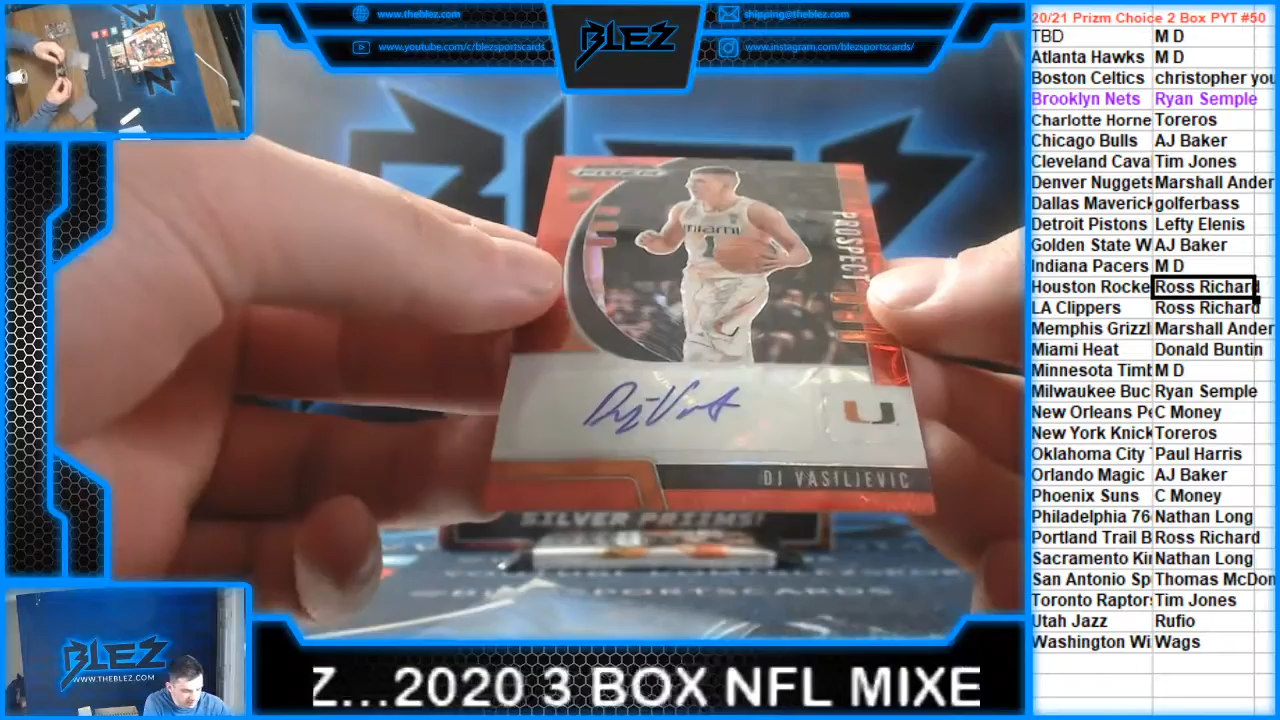 www.theblez.com
www.youtube.com/c/blezsportscards
BLEZ
shipping@theblez.com
www.instagram.com/blezsportscards/
PRIZM
PROSPECT
MIAMI
1
DJ VASILJEVIC
SILVER PRIZMS!
BLEZ
WWW.THEBLEZ.COM
Z...2020 3 BOX NFL MIXE
20/21 Prizm Choice 2 Box PYT #50
TBD M D
Atlanta Hawks M D
Boston Celtics christopher you
Brooklyn Nets Ryan Semple
Charlotte Horne Toreros
Chicago Bulls AJ Baker
Cleveland Cava Tim Jones
Denver Nuggets Marshall Ander
Dallas Maverick golferbass
Detroit Pistons Lefty Elenis
Golden State W AJ Baker
Indiana Pacers M D
Houston Rocke Ross Richard
LA Clippers Ross Richard
Memphis Grizzl Marshall Ander
Miami Heat Donald Buntin
Minnesota Timb M D
Milwaukee Buc Ryan Semple
New Orleans Pe C Money
New York Knick Toreros
Oklahoma City Paul Harris
Orlando Magic AJ Baker
Phoenix Suns C Money
Philadelphia 76 Nathan Long
Portland Trail B Ross Richard
Sacramento Kin Nathan Long
San Antonio Sp Thomas McDon
Toronto Raptors Tim Jones
Utah Jazz Rufio
Washington Wi Wags